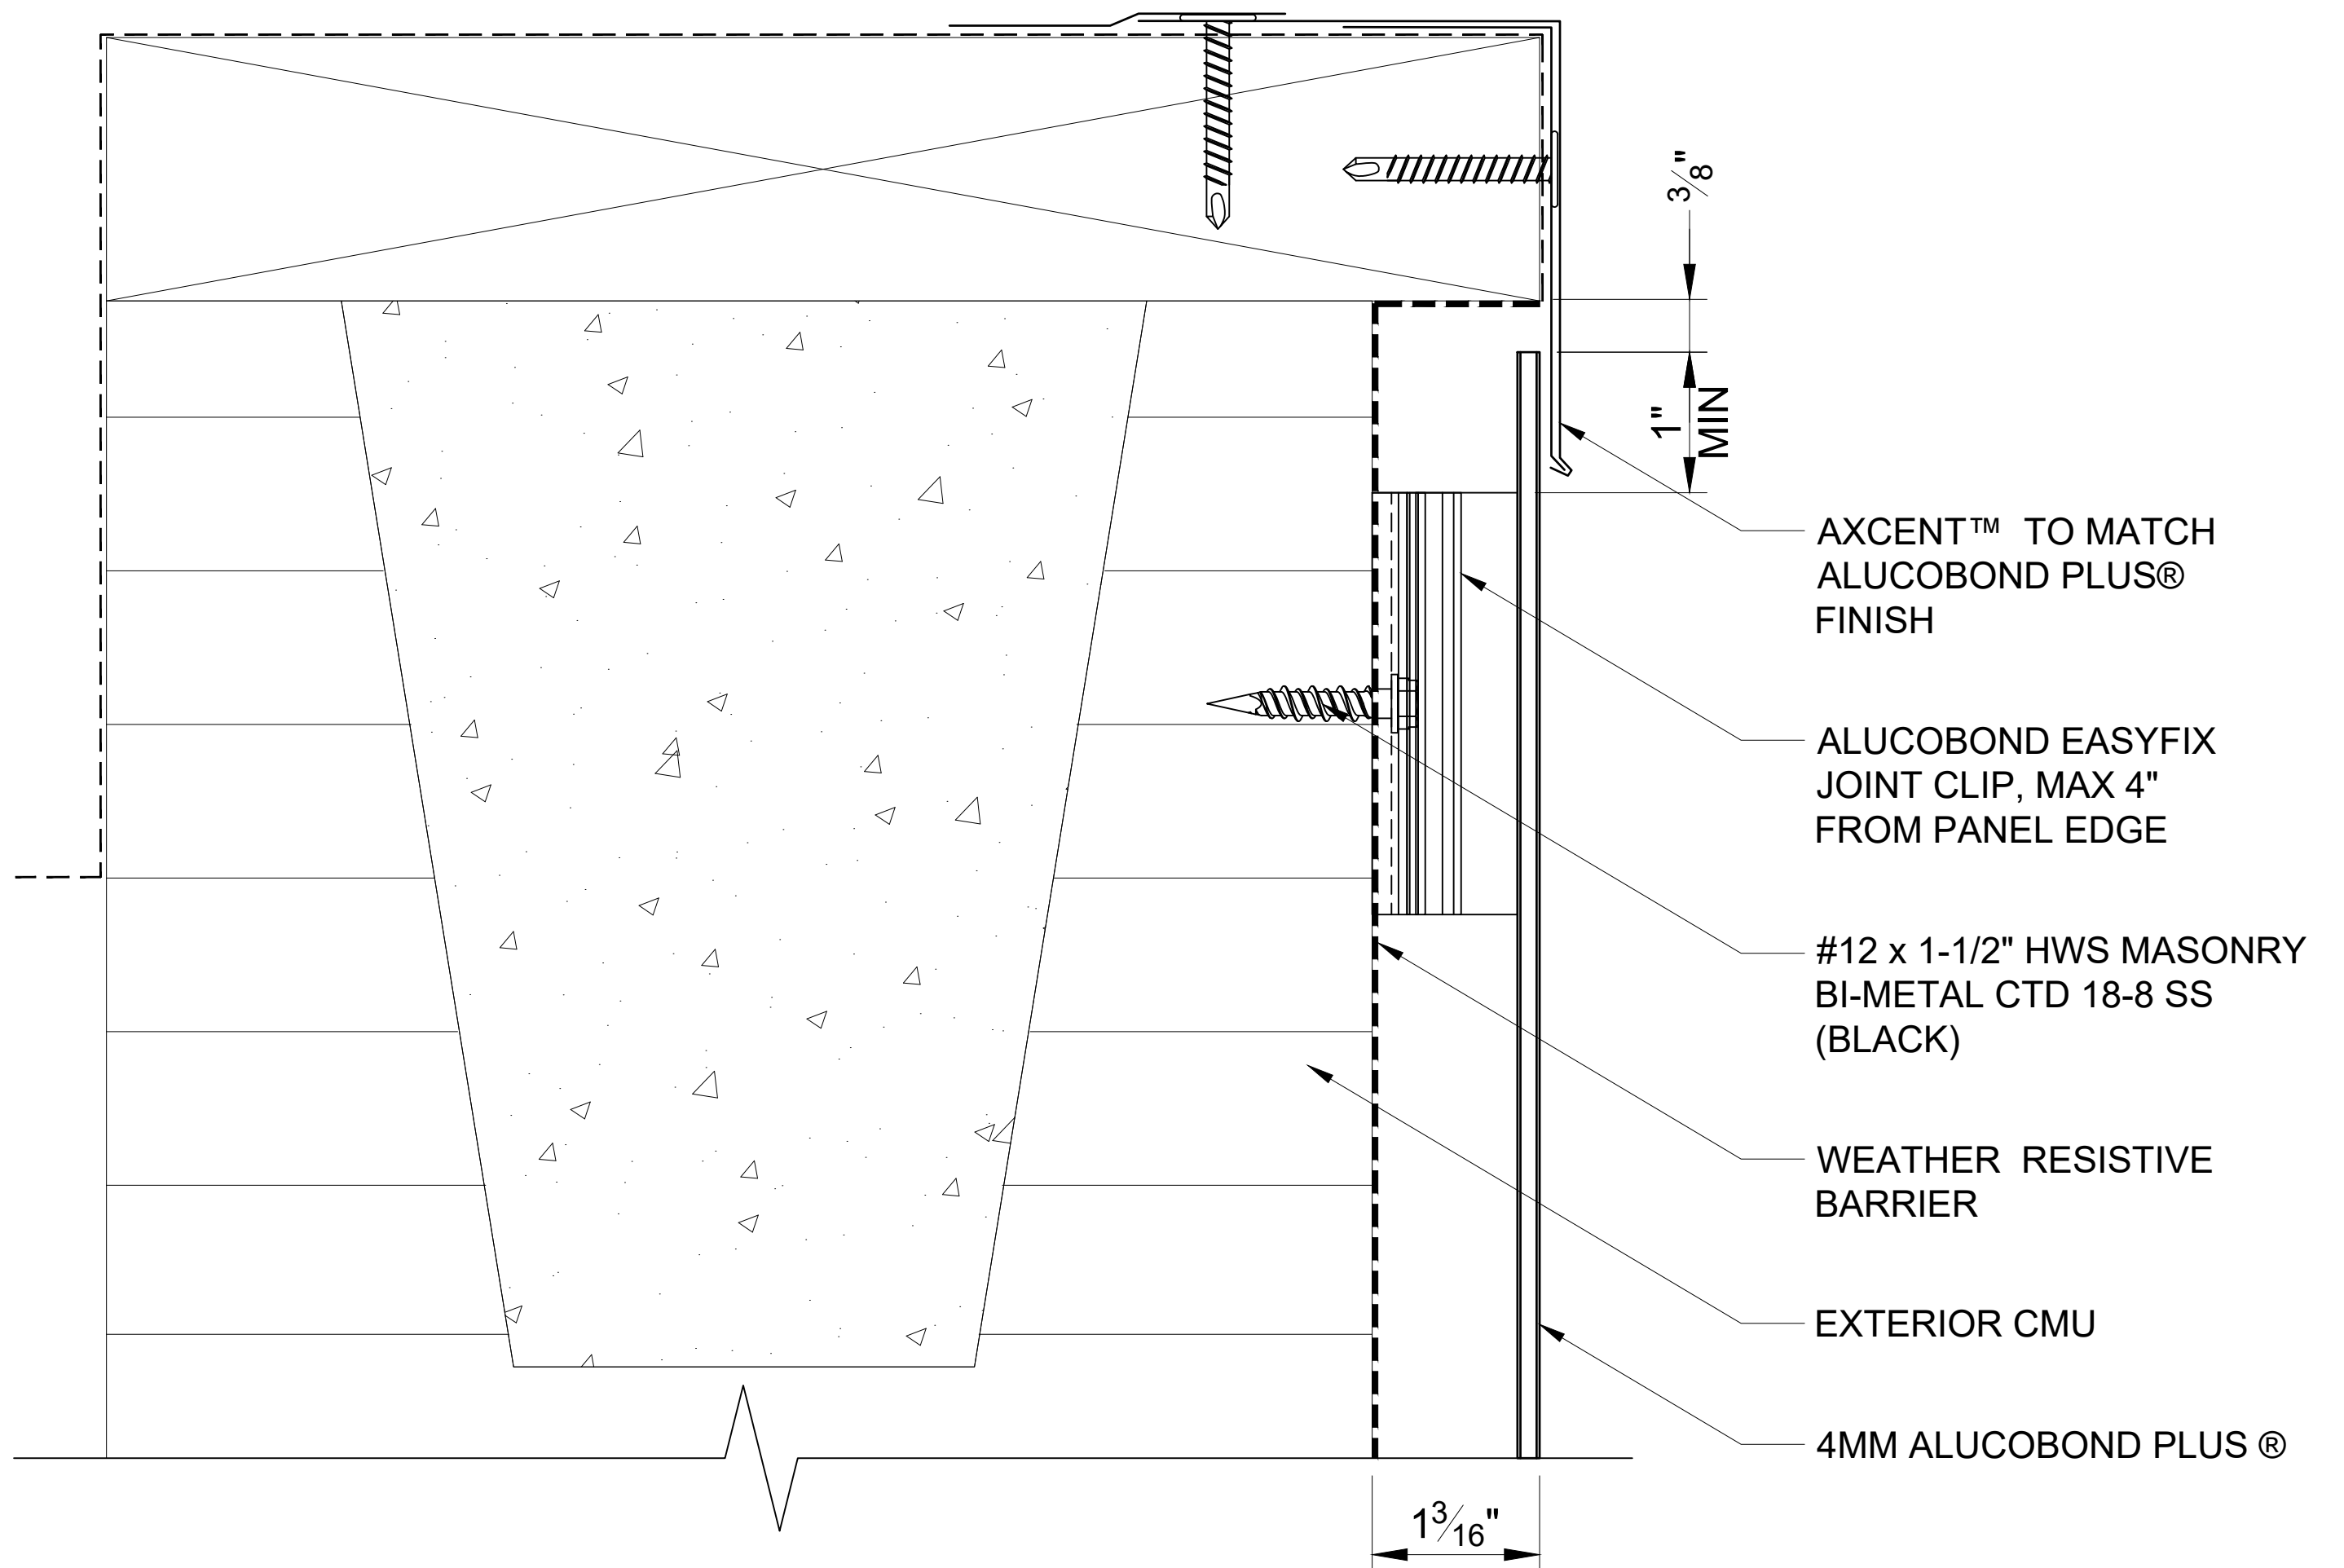 3/8"
1"
MIN
AXCENT™ TO MATCH
ALUCOBOND PLUS®
FINISH
ALUCOBOND EASYFIX
JOINT CLIP, MAX 4"
FROM PANEL EDGE
#12 x 1-1/2" HWS MASONRY
BI-METAL CTD 18-8 SS
(BLACK)
WEATHER RESISTIVE
BARRIER
EXTERIOR CMU
4MM ALUCOBOND PLUS ®
1 3/16"